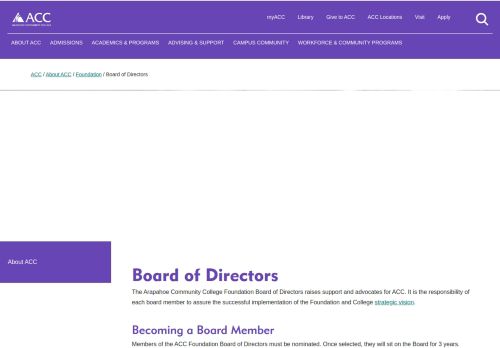 ACC
ARAPAHOE COMMUNITY COLLEGE
myACC Library Give to ACC ACC Locations Visit Apply
ABOUT ACC ADMISSIONS ACADEMICS & PROGRAMS ADVISING & SUPPORT CAMPUS COMMUNITY WORKFORCE & COMMUNITY PROGRAMS
ACC / About ACC / Foundation / Board of Directors
About ACC
Board of Directors
The Arapahoe Community College Foundation Board of Directors raises support and advocates for ACC. It is the responsibility of
each board member to assure the successful implementation of the Foundation and College strategic vision.
Becoming a Board Member
Members of the ACC Foundation Board of Directors must be nominated. Once selected, they will sit on the Board for 3 years.